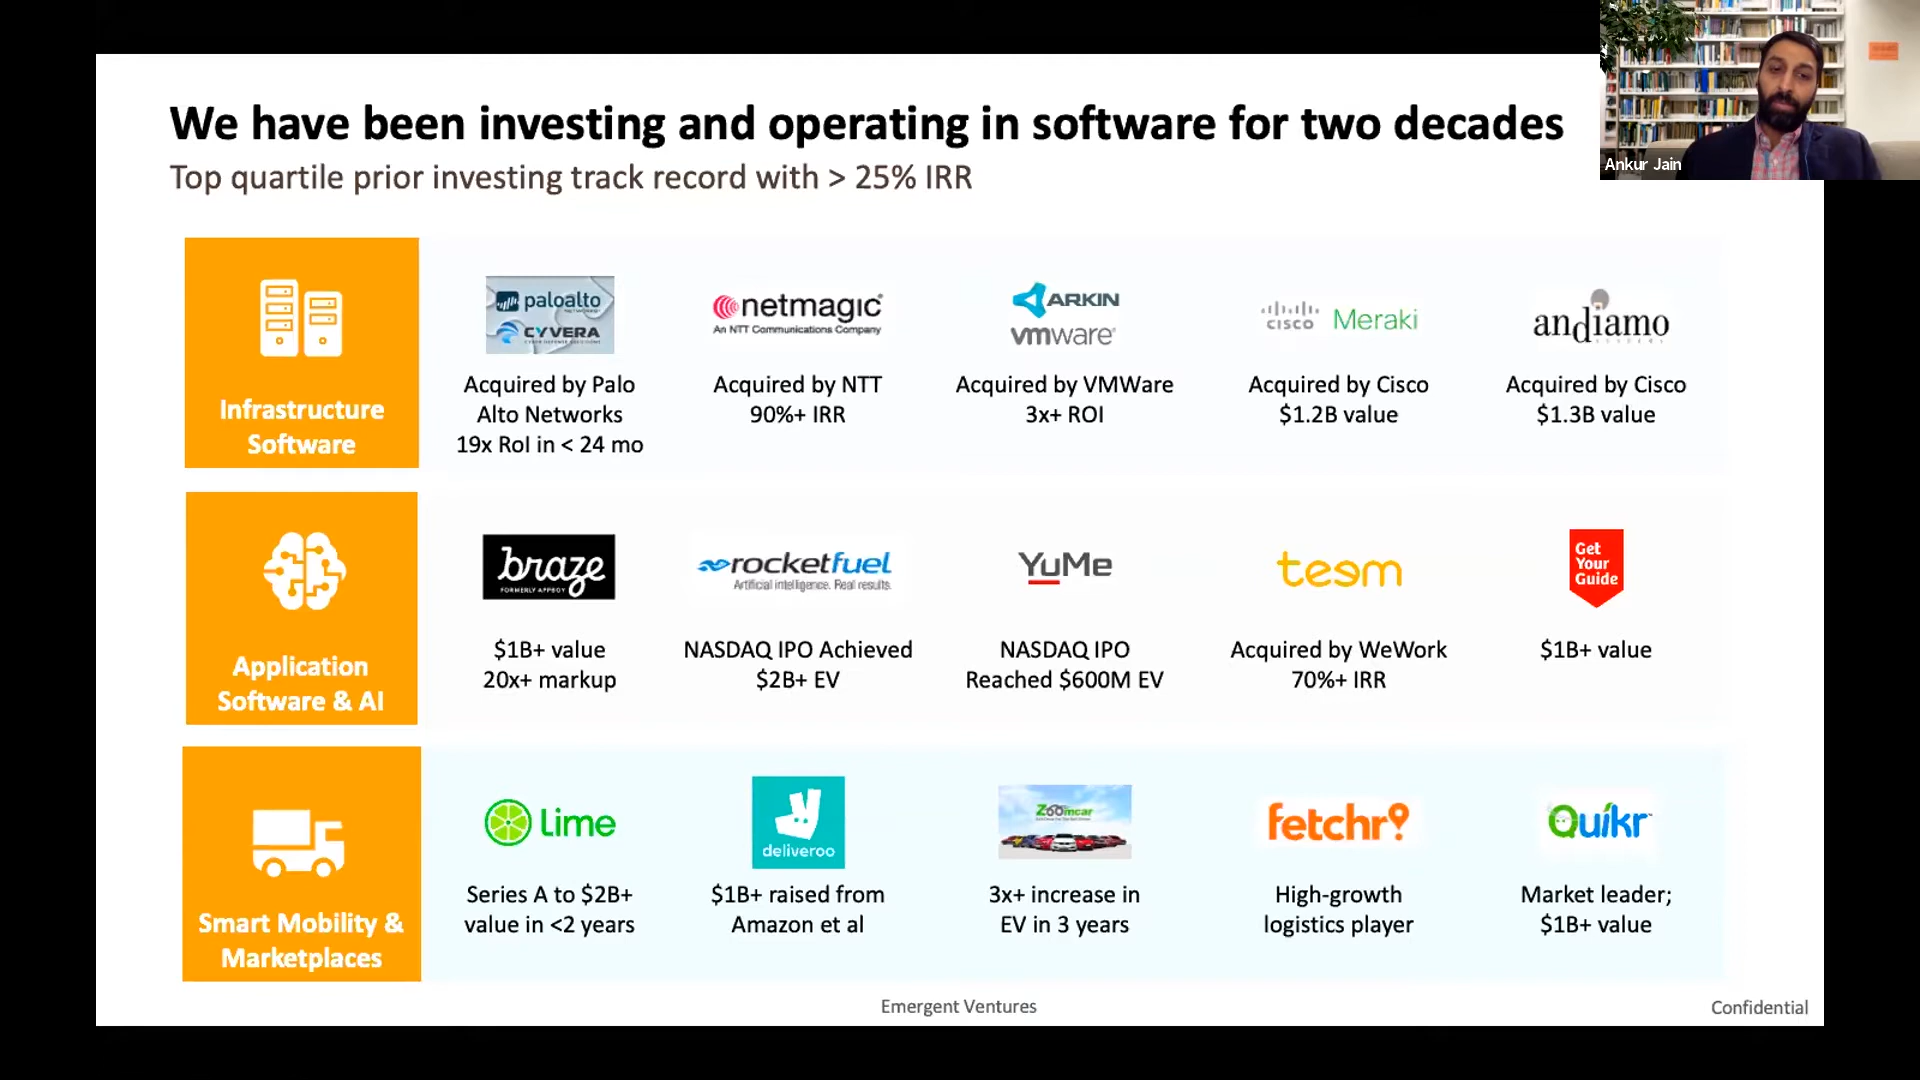 We have been investing and operating in software for two decades
Top quartile prior investing track record with > 25% IRR
Ankur Jain
Infrastructure
Software
paloalto
NETWORKS
CYVERA
Acquired by Palo
Alto Networks
19x RoI in < 24 mo
netmagic
An NTT Communications Company
Acquired by NTT
90%+ IRR
ARKIN
vmware
Acquired by VMWare
3x+ ROI
CISCO Meraki
Acquired by Cisco
$1.2B value
andiamo
Acquired by Cisco
$1.3B value
Application
Software & AI
braze
FORMERLY APPBOY
$1B+ value
20x+ markup
rocketfuel
Artificial intelligence. Real results.
NASDAQ IPO Achieved
$2B+ EV
YuMe
NASDAQ IPO
Reached $600M EV
teem
Acquired by WeWork
70%+ IRR
Get
Your
Guide
$1B+ value
Smart Mobility &
Marketplaces
Lime
Series A to $2B+
value in <2 years
deliveroo
$1B+ raised from
Amazon et al
Zoomcar
3x+ increase in
EV in 3 years
fetchr
High-growth
logistics player
Quikr
Market leader;
$1B+ value
Emergent Ventures
Confidential